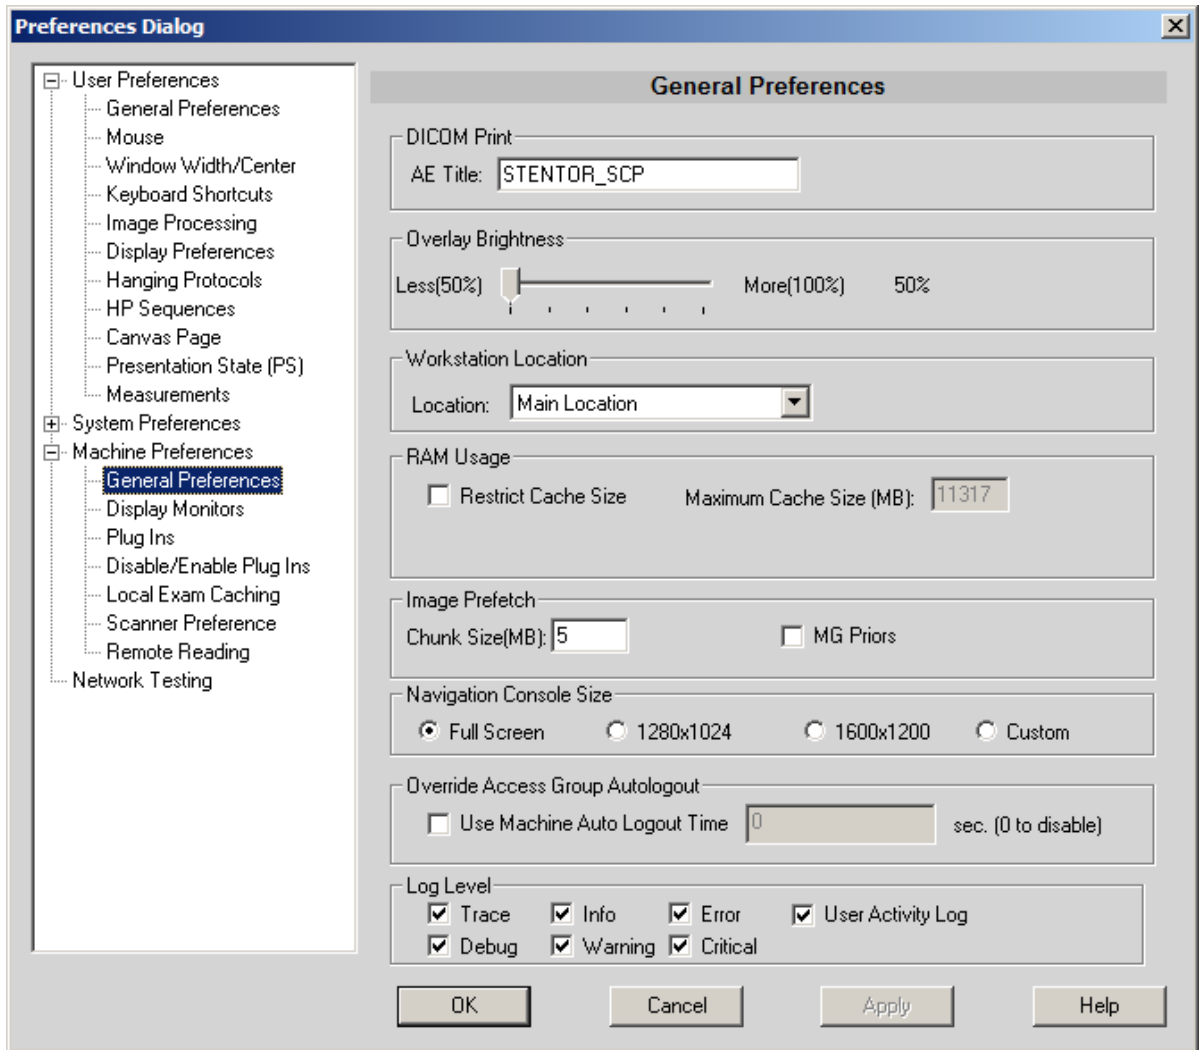 Preferences Dialog
User Preferences
General Preferences
Mouse
Window Width/Center
Keyboard Shortcuts
Image Processing
Display Preferences
Hanging Protocols
HP Sequences
Canvas Page
Presentation State (PS)
Measurements
System Preferences
Machine Preferences
General Preferences
Display Monitors
Plug Ins
Disable/Enable Plug Ins
Local Exam Caching
Scanner Preference
Remote Reading
Network Testing
General Preferences
DICOM Print
AE Title: STENTOR_SCP
Overlay Brightness
Less(50%) More(100%) 50%
Workstation Location
Location: Main Location
RAM Usage
Restrict Cache Size Maximum Cache Size (MB): 11317
Image Prefetch
Chunk Size(MB): 5 MG Priors
Navigation Console Size
Full Screen 1280x1024 1600x1200 Custom
Override Access Group Autologout
Use Machine Auto Logout Time 0 sec. (0 to disable)
Log Level
Trace Info Error User Activity Log
Debug Warning Critical
OK Cancel Apply Help